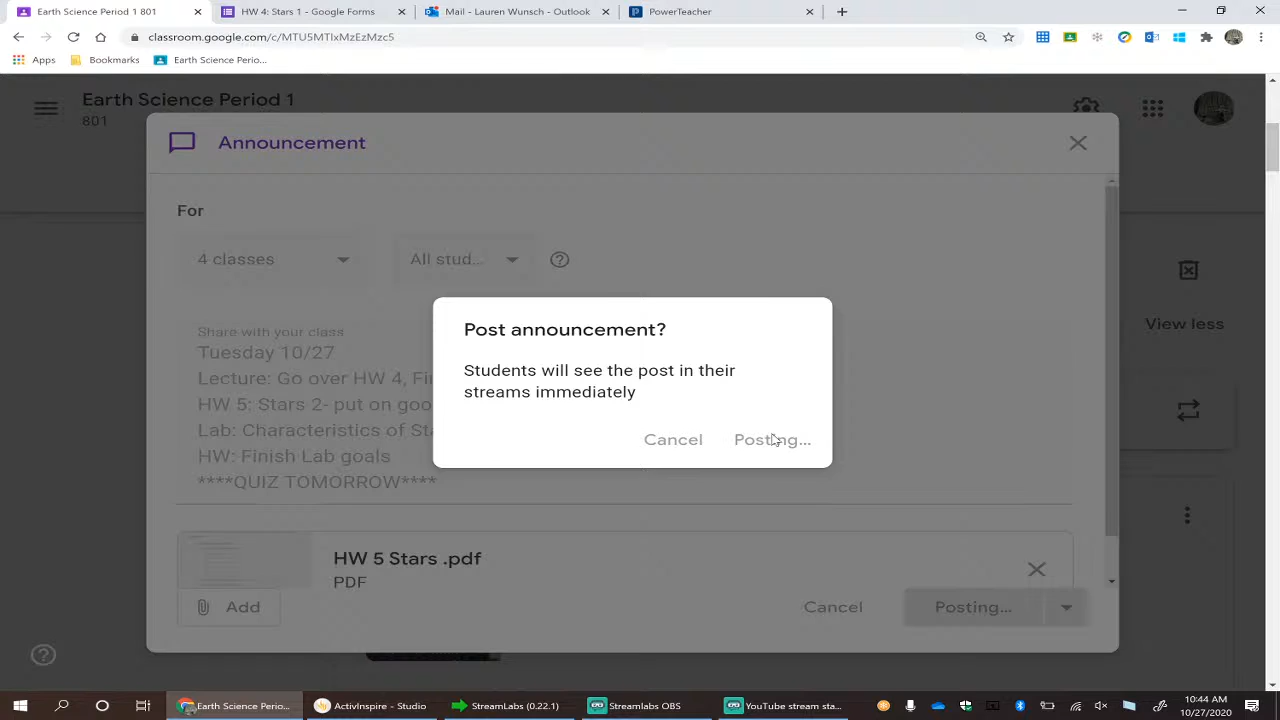 Earth Science Period 1 801
HW 4: Stars 1 - Google Forms
Mail - Lauren Wunsch - Outlook
PowerTeacher
classroom.google.com/c/MTU5MTIxMzEzMzc5
Apps
Bookmarks
Earth Science Perio...
Earth Science Period 1
801
Announcement
For
4 classes
All stud...
Share with your class
Tuesday 10/27
Lecture: Go over HW 4, Fi
HW 5: Stars 2- put on goo
Lab: Characteristics of Sta
HW: Finish Lab goals
****QUIZ TOMORROW****
Post announcement?
Students will see the post in their
streams immediately
Cancel
Posting...
View less
HW 5 Stars .pdf
PDF
Add
Cancel
Posting...
Earth Science Perio...
ActivInspire - Studio
StreamLabs (0.22.1)
Streamlabs OBS
YouTube stream sta...
10:44 AM
10/27/2020